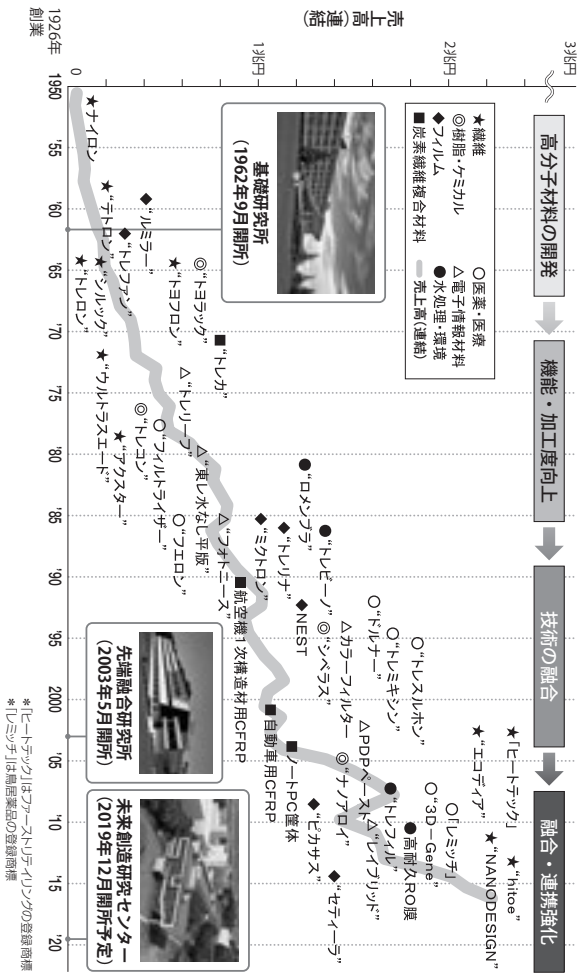 高分子材料の開発
機能・加工度向上
技術の融合
融合・連携強化
売上高(連結)
3兆円
2兆円
1兆円
0
1926年
創業
1950
'55
'60
'65
'70
'75
'80
'85
'90
'95
2000
'05
'10
'15
'20
★繊維
◎樹脂・ケミカル
◆フィルム
■炭素繊維複合材料
○医薬・医療
△電子情報材料
●水処理・環境
売上高(連結)
基礎研究所
(1962年9月開所)
★ナイロン
★“テトロン”
◆“ルミラー”
◆“トレファン”
★“シルック”
★“トレロン”
◎“トヨラック”
★“トヨフロン”
■“トレカ”
★“ウルトラスエード”
△“トレリーフ”
◎“トレコン”
★“アクスター”
○“フィルトライザー”
△“東レ水なし平版”
○“フエロン”
●“ロメンブラ”
△“フォトニース”
◆“ミクトロン”
◆“トレリナ”
●“トレビーノ”
■航空機1次構造材用CFRP
◆NEST
◎“シベラス”
△カラーフィルター
○“ドルナー”
○“トレミキシン”
○“トレスルホン”
■自動車用CFRP
■ノートPC筐体
△PDPペースト
◎“ナノアロイ”
★「ヒートテック」
★“エコディア”
●“トレフィル”
○“3D−Gene”
○「レミッチ」
◆“ピカサス”
△“レイブリッド”
●高耐久RO膜
★“hitoe”
★“NANODESIGN”
◆“セティーラ”
先端融合研究所
(2003年5月開所)
未来創造研究センター
(2019年12月開所予定)
*「ヒートテック」はファーストリテイリングの登録商標
*「レミッチ」は鳥居薬品の登録商標